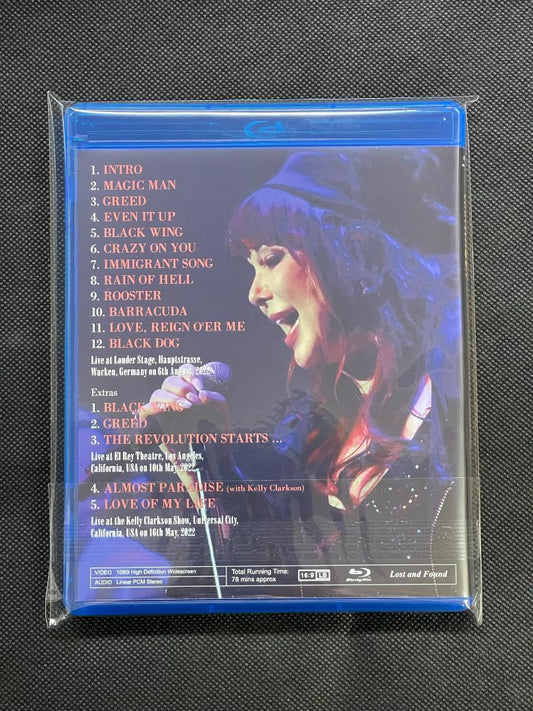 1. INTRO
2. MAGIC MAN
3. GREED
4. EVEN IT UP
5. BLACK WING
6. CRAZY ON YOU
7. IMMIGRANT SONG
8. RAIN OF HELL
9. ROOSTER
10. BARRACUDA
11. LOVE, REIGN O'ER ME
12. BLACK DOG
Live at Louder Stage, Hauptstrasse,
Wacken, Germany on 6th August, 2022
Extras
1. BLACK WING
2. GREED
3. THE REVOLUTION STARTS ...
Live at El Rey Theatre, Los Angeles,
California, USA on 10th May, 2022
4. ALMOST PARADISE (with Kelly Clarkson)
5. LOVE OF MY LIFE
Live at the Kelly Clarkson Show, Universal City,
California, USA on 16th May, 2022
VIDEO 1080i High Definition Widescreen
AUDIO Linear PCM Stereo
Total Running Time:
78 mins approx
16:9 LB
Blu-ray Disc
Lost and Found